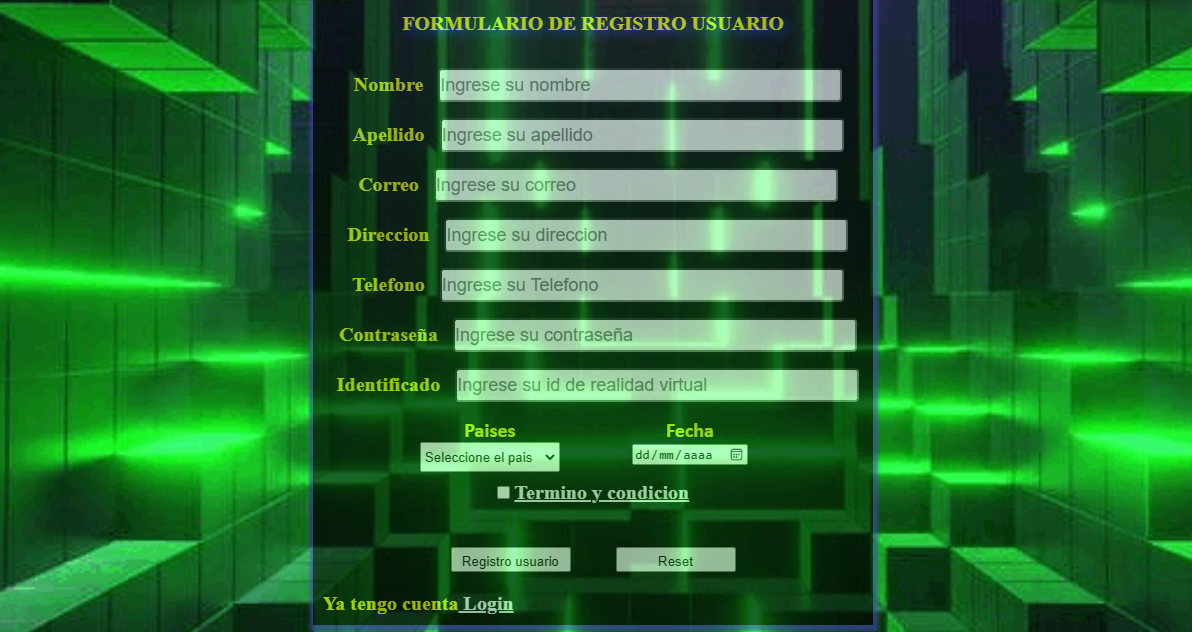 FORMULARIO DE REGISTRO USUARIO
Nombre Ingrese su nombre
Apellido Ingrese su apellido
Correo Ingrese su correo
Direccion Ingrese su direccion
Telefono Ingrese su Telefono
Contraseña Ingrese su contraseña
Identificado Ingrese su id de realidad virtual
Paises Fecha
Seleccione el pais dd/mm/aaaa
Termino y condicion
Registro usuario Reset
Ya tengo cuenta Login